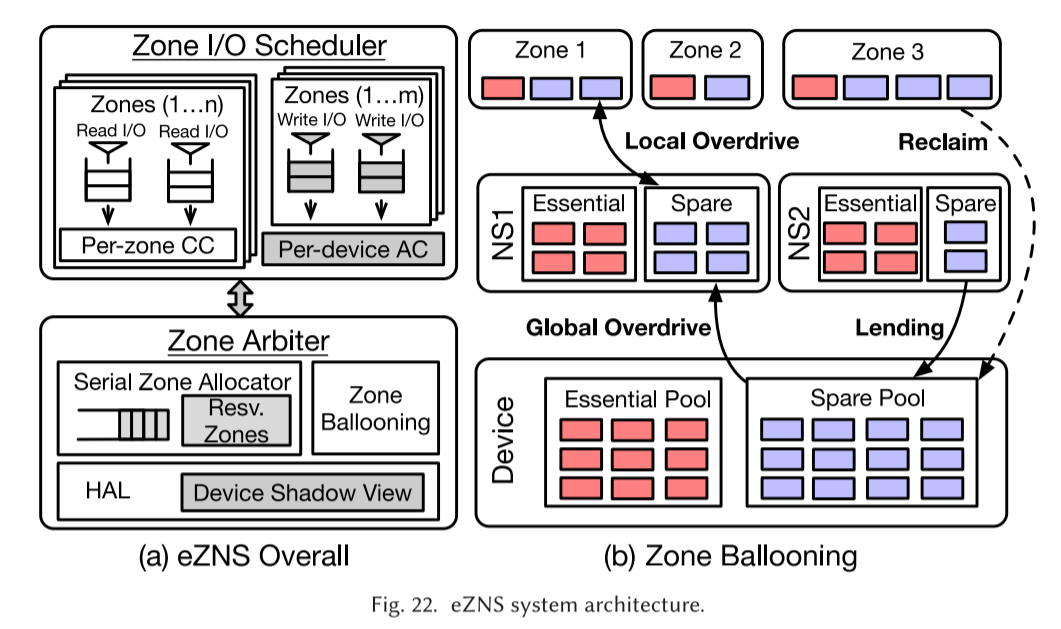 Zone I/O Scheduler
Zones (1...n)
Read I/O Read I/O
Per-zone CC
Zones (1...m)
Write I/O Write I/O
Per-device AC
Zone Arbiter
Serial Zone Allocator
Resv.
Zones
Zone
Ballooning
HAL
Device Shadow View
(a) eZNS Overall
Zone 1
Zone 2
Zone 3
Local Overdrive
Reclaim
NS1
Essential
Spare
NS2
Essential
Spare
Global Overdrive
Lending
Device
Essential Pool
Spare Pool
(b) Zone Ballooning
Fig. 22. eZNS system architecture.